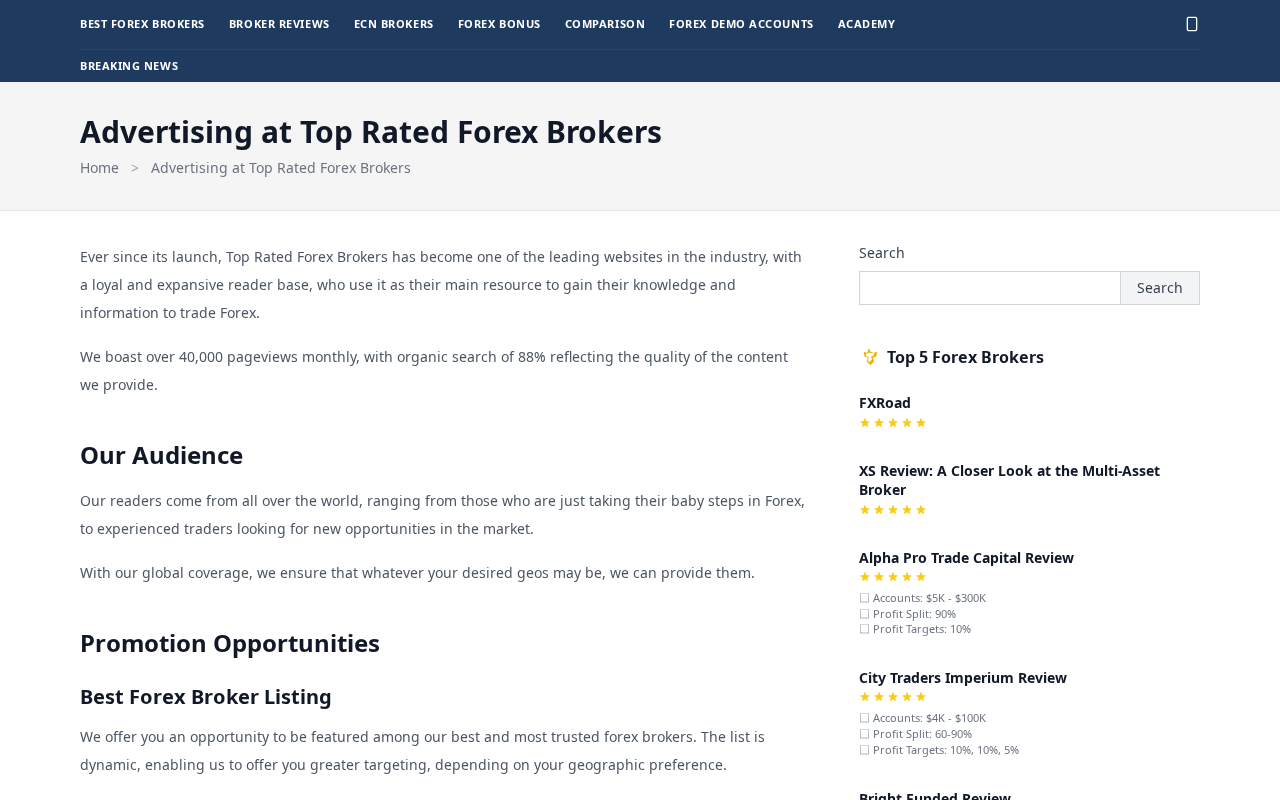 BEST FOREX BROKERS BROKER REVIEWS ECN BROKERS FOREX BONUS COMPARISON FOREX DEMO ACCOUNTS ACADEMY
BREAKING NEWS
Advertising at Top Rated Forex Brokers
Home > Advertising at Top Rated Forex Brokers
Ever since its launch, Top Rated Forex Brokers has become one of the leading websites in the industry, with
a loyal and expansive reader base, who use it as their main resource to gain their knowledge and
information to trade Forex.
We boast over 40,000 pageviews monthly, with organic search of 88% reflecting the quality of the content
we provide.
Our Audience
Our readers come from all over the world, ranging from those who are just taking their baby steps in Forex,
to experienced traders looking for new opportunities in the market.
With our global coverage, we ensure that whatever your desired geos may be, we can provide them.
Promotion Opportunities
Best Forex Broker Listing
We offer you an opportunity to be featured among our best and most trusted forex brokers. The list is
dynamic, enabling us to offer you greater targeting, depending on your geographic preference.
Search
Search
Top 5 Forex Brokers
FXRoad
XS Review: A Closer Look at the Multi-Asset
Broker
Alpha Pro Trade Capital Review
Accounts: $5K - $300K
Profit Split: 90%
Profit Targets: 10%
City Traders Imperium Review
Accounts: $4K - $100K
Profit Split: 60-90%
Profit Targets: 10%, 10%, 5%
Bright Funded Review